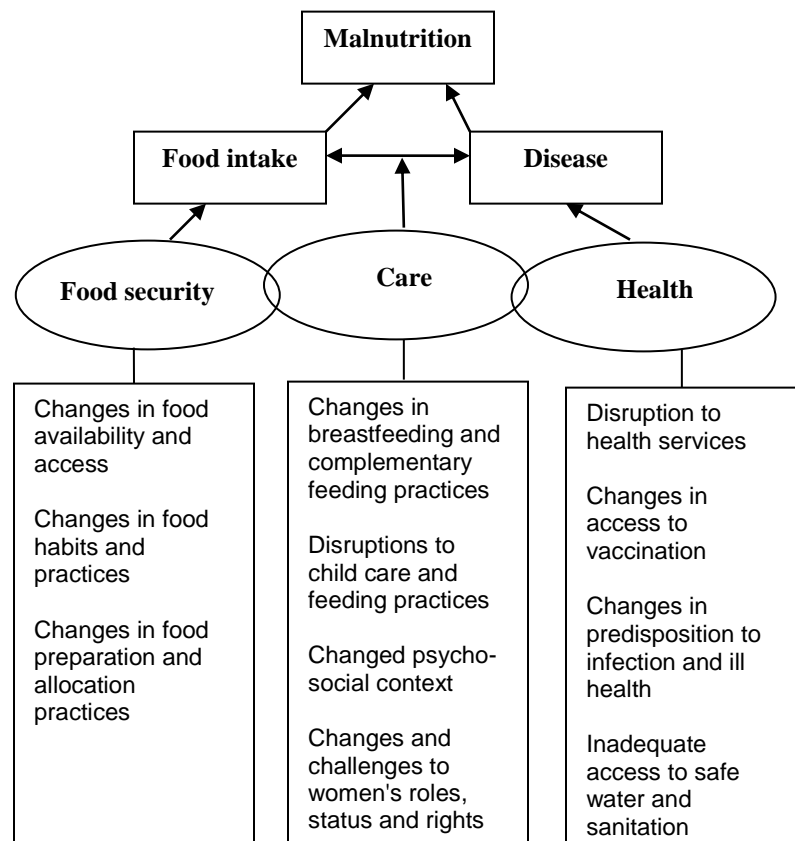 Malnutrition
Food intake
Disease
Food security
Care
Health
Changes in food
availability and
access
Changes in food
habits and
practices
Changes in food
preparation and
allocation
practices
Changes in
breastfeeding and
complementary
feeding practices
Disruptions to
child care and
feeding practices
Changed psycho-
social context
Changes and
challenges to
women's roles,
status and rights
Disruption to
health services
Changes in
access to
vaccination
Changes in
predisposition to
infection and ill
health
Inadequate
access to safe
water and
sanitation